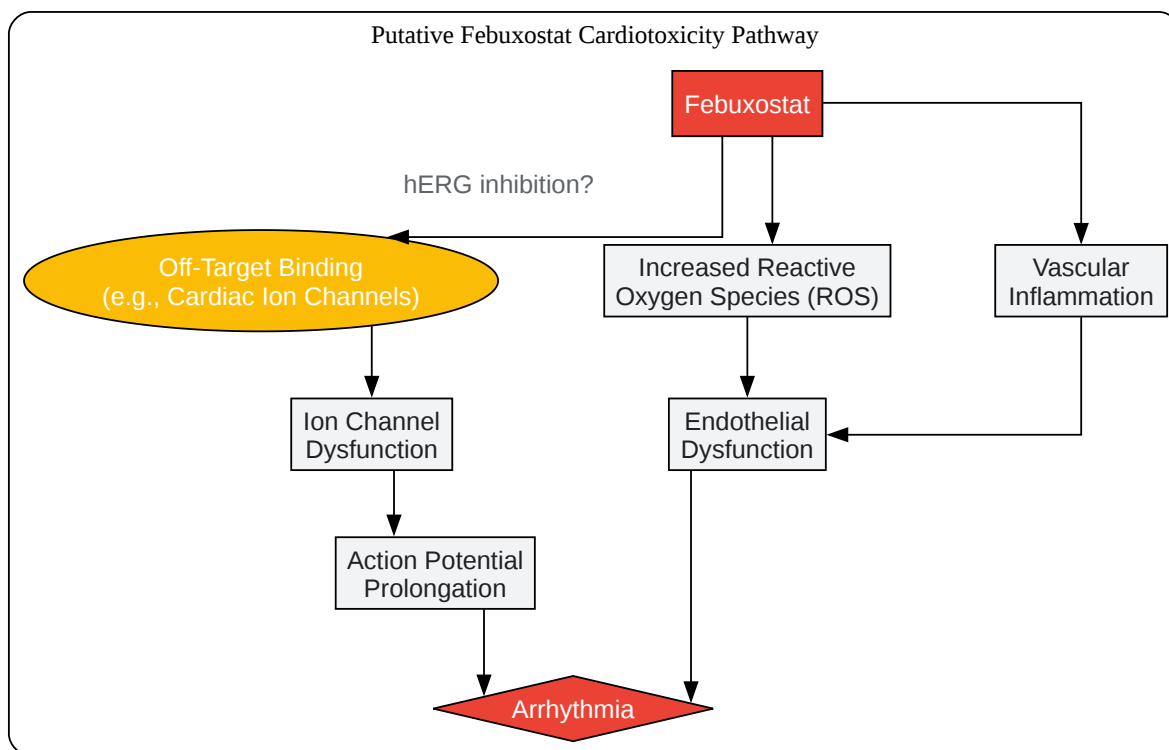 Putative Febuxostat Cardiotoxicity Pathway
Febuxostat
hERG inhibition?
Off-Target Binding
(e.g., Cardiac Ion Channels)
Increased Reactive
Oxygen Species (ROS)
Vascular
Inflammation
Ion Channel
Dysfunction
Endothelial
Dysfunction
Action Potential
Prolongation
Arrhythmia